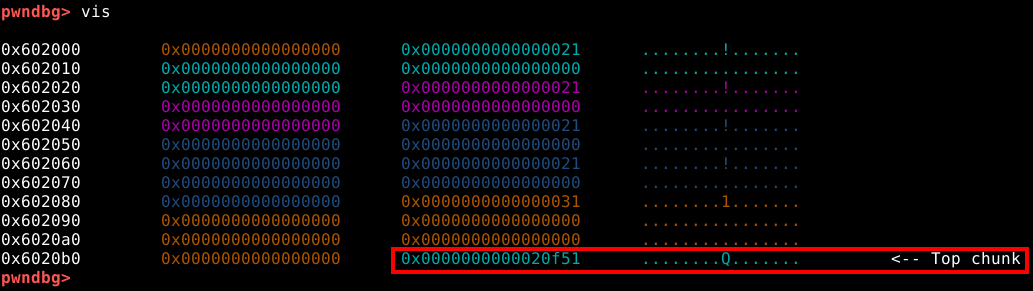 pwndbg> vis
0x602000 0x0000000000000000 0x0000000000000021 ........!.......
0x602010 0x0000000000000000 0x0000000000000000 ................
0x602020 0x0000000000000000 0x0000000000000021 ........!.......
0x602030 0x0000000000000000 0x0000000000000000 ................
0x602040 0x0000000000000000 0x0000000000000021 ........!.......
0x602050 0x0000000000000000 0x0000000000000000 ................
0x602060 0x0000000000000000 0x0000000000000021 ........!.......
0x602070 0x0000000000000000 0x0000000000000000 ................
0x602080 0x0000000000000000 0x0000000000000031 ........1.......
0x602090 0x0000000000000000 0x0000000000000000 ................
0x6020a0 0x0000000000000000 0x0000000000000000 ................
0x6020b0 0x0000000000000000 0x0000000000020f51 ........Q....... <-- Top chunk
pwndbg>